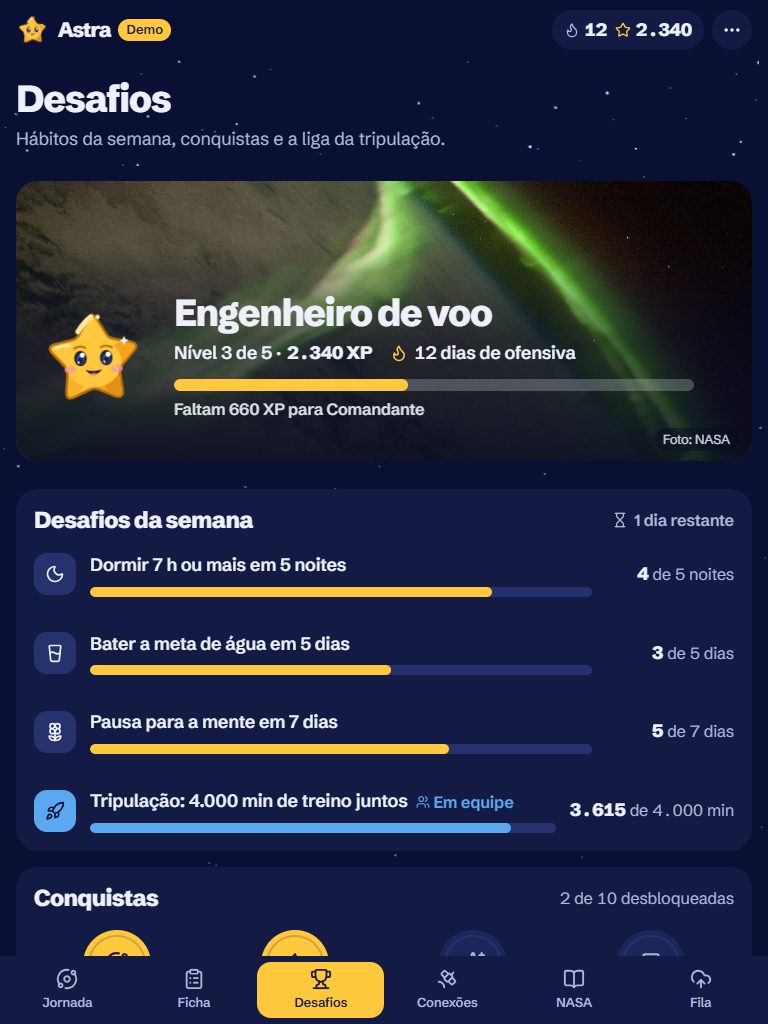 Astra Demo 12 2.340
Desafios
Hábitos da semana, conquistas e a liga da tripulação.
Engenheiro de voo
Nível 3 de 5 · 2.340 XP 12 dias de ofensiva
Faltam 660 XP para Comandante
Foto: NASA
Desafios da semana 1 dia restante
Dormir 7 h ou mais em 5 noites 4 de 5 noites
Bater a meta de água em 5 dias 3 de 5 dias
Pausa para a mente em 7 dias 5 de 7 dias
Tripulação: 4.000 min de treino juntos Em equipe 3.615 de 4.000 min
Conquistas 2 de 10 desbloqueadas
Jornada Ficha Desafios Conexões NASA Fila